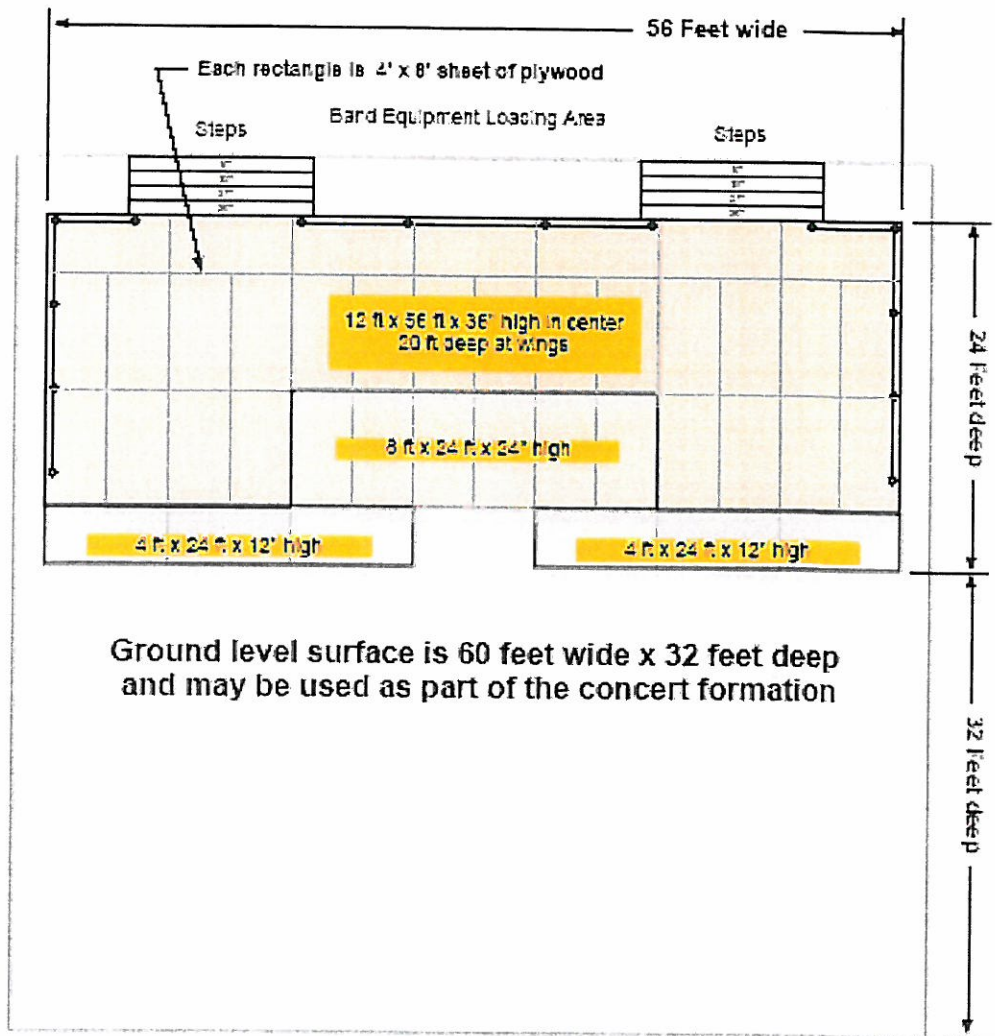 56 Feet wide
Each rectangle is 4' x 8' sheet of plywood
Band Equipment Loading Area
Steps
Steps
12 ft x 56 ft x 36" high in center
20 ft deep at wings
8 ft x 24 ft x 24" high
4 ft x 24 ft x 12" high
4 ft x 24 ft x 12" high
24 Feet deep
Ground level surface is 60 feet wide x 32 feet deep
and may be used as part of the concert formation
32 Feet deep